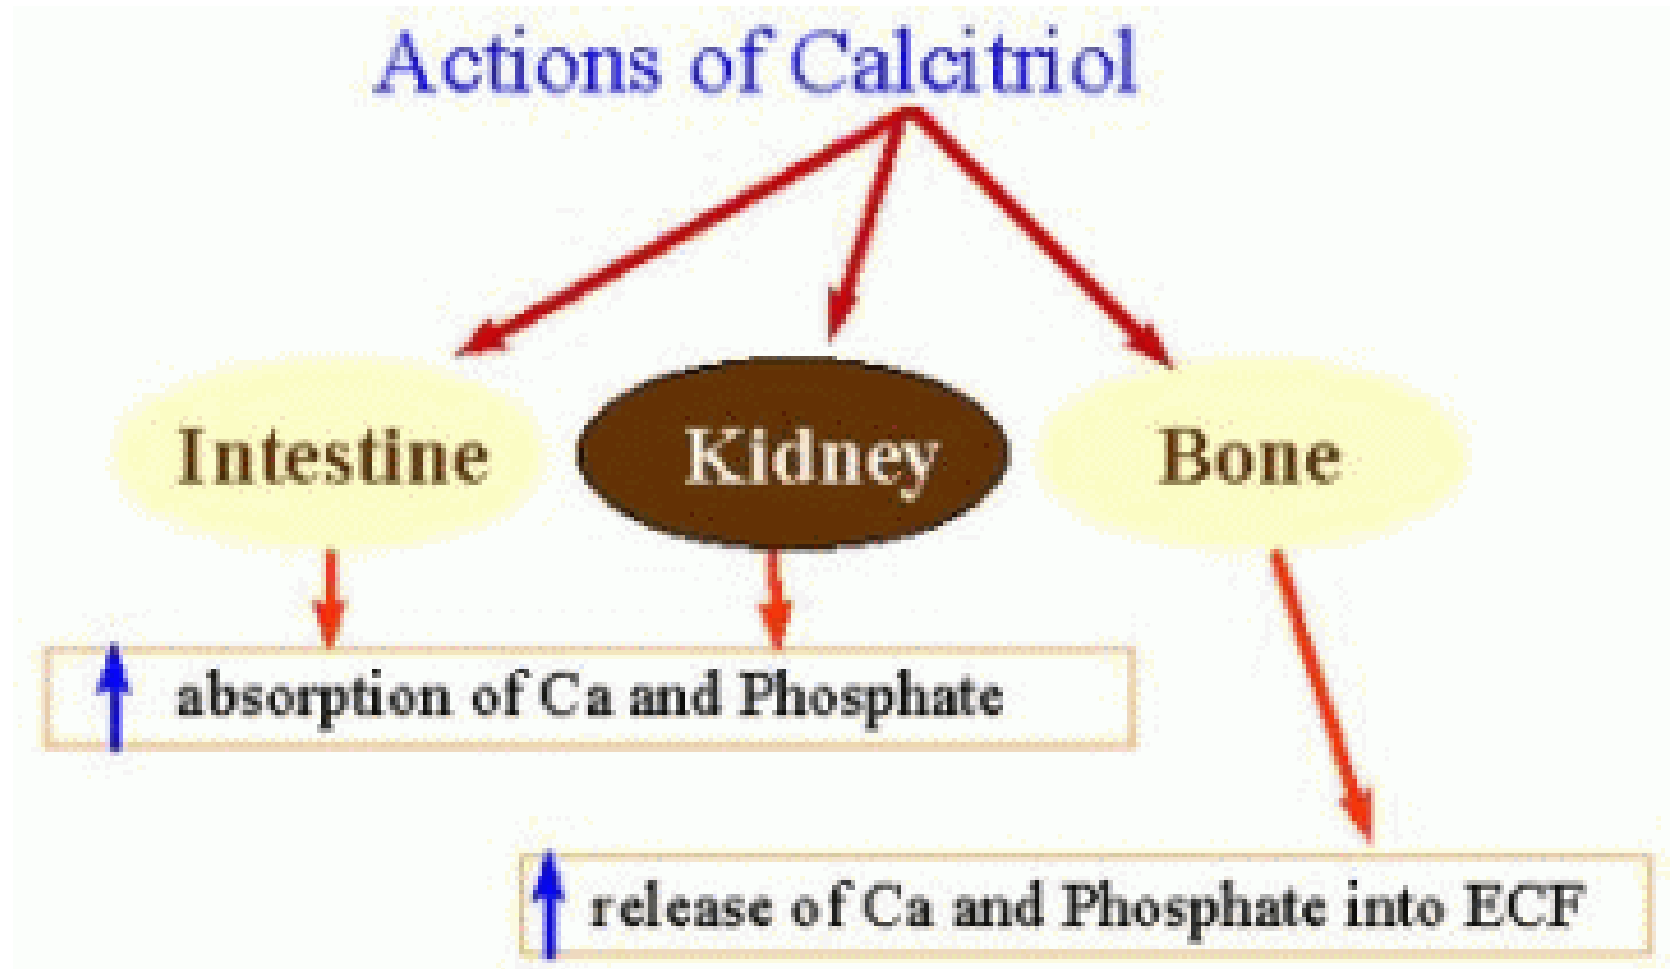 Actions of Calcitriol
Intestine
Kidney
Bone
absorption of Ca and Phosphate
release of Ca and Phosphate into ECF